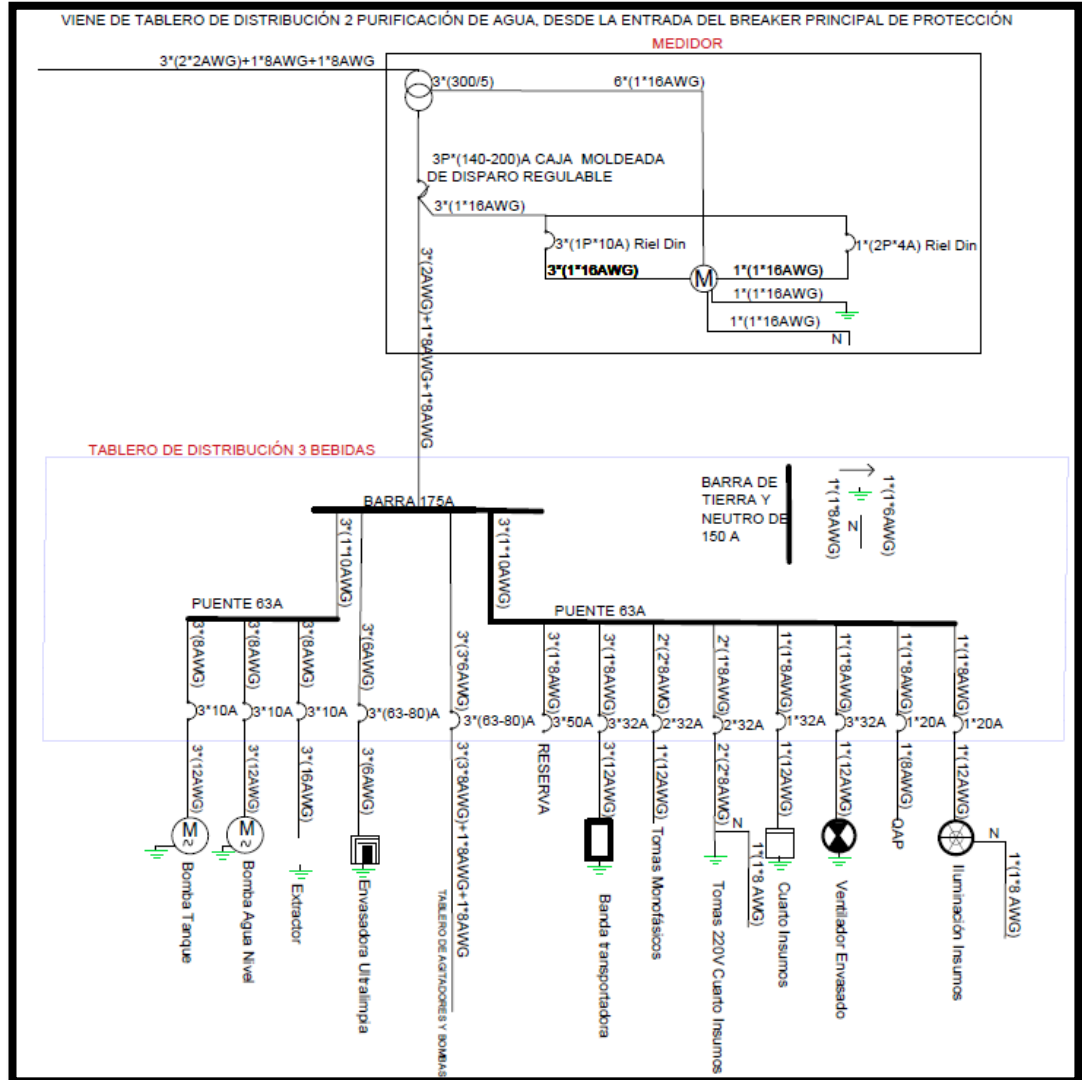 VIENE DE TABLERO DE DISTRIBUCIÓN 2 PURIFICACIÓN DE AGUA, DESDE LA ENTRADA DEL BREAKER PRINCIPAL DE PROTECCIÓN
MEDIDOR
3*(2*2AWG)+1*8AWG+1*8AWG
3*(300/5)
6*(1*16AWG)
3P*(140-200)A CAJA MOLDEADA
DE DISPARO REGULABLE
3*(1*16AWG)
3*(1P*10A) Riel Din
1*(2P*4A) Riel Din
3*(1*16AWG)
M
1*(1*16AWG)
1*(1*16AWG)
1*(1*16AWG)
N
3*(2AWG)+1*8AWG+1*8AWG
TABLERO DE DISTRIBUCIÓN 3 BEBIDAS
BARRA 175A
BARRA DE
TIERRA Y
NEUTRO DE
150 A
1*(1*8AWG)
N
1*(1*6AWG)
3*(1*10AWG)
3*(1*10AWG)
PUENTE 63A
PUENTE 63A
3*(8AWG)
3*(8AWG)
3*(8AWG)
3*(6AWG)
3*(3*6AWG)
3*(1*8AWG)
3*(1*8AWG)
2*(2*8AWG)
2*(1*8AWG)
1*(1*8AWG)
1*(1*8AWG)
1*(1*8AWG)
1*(1*8AWG)
3*10A
3*10A
3*10A
3*(63-80)A
3*(63-80)A
3*50A
3*32A
2*32A
2*32A
1*32A
3*32A
1*20A
1*20A
3*(12AWG)
3*(12AWG)
3*(16AWG)
3*(6AWG)
3*(3*8AWG)+1*8AWG+1*8AWG
RESERVA
3*(12AWG)
1*(12AWG)
2*(2*8AWG)
1*(12AWG)
1*(12AWG)
1*(8AWG)
1*(12AWG)
M
2
M
2
N
1*(1*8 AWG)
N
1*(1*8 AWG)
Bomba Tanque
Bomba Agua Nivel
Extractor
Envasadora Ultralimpia
TABLERO DE AGITADORES Y BOMBAS
Banda transportadora
Tomas Monofásicos
Tomas 220V Cuarto Insumos
Cuarto Insumos
Ventilador Envasado
QAP
Iluminación Insumos